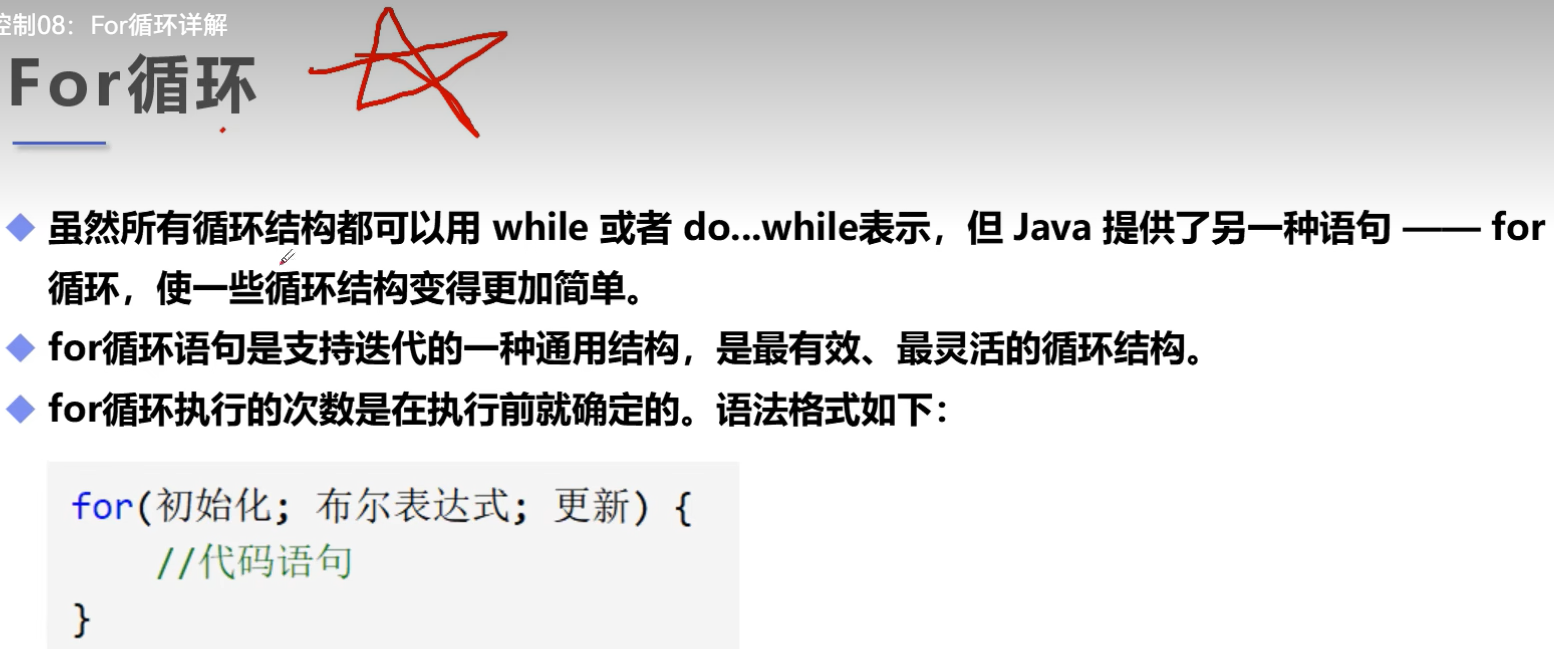 控制08：For循环详解
For循环
虽然所有循环结构都可以用 while 或者 do...while表示，但 Java 提供了另一种语句 —— for
循环，使一些循环结构变得更加简单。
for循环语句是支持迭代的一种通用结构，是最有效、最灵活的循环结构。
for循环执行的次数是在执行前就确定的。语法格式如下：
for(初始化; 布尔表达式; 更新) {
//代码语句
}